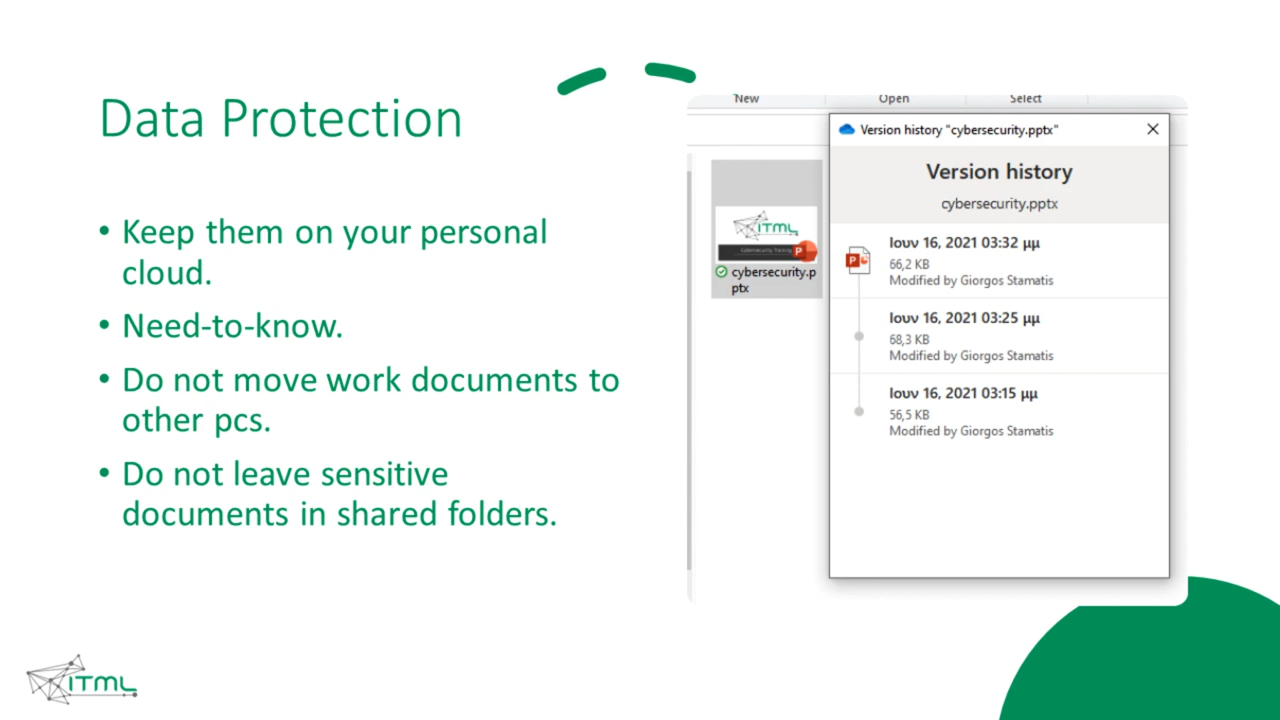 Data Protection
• Keep them on your personal
cloud.
• Need-to-know.
• Do not move work documents to
other pcs.
• Do not leave sensitive
documents in shared folders.
New
Open
Select
ITML
Cybersecurity Training
P
cybersecurity.p
ptx
Version history "cybersecurity.pptx"
Version history
cybersecurity.pptx
P
Ιουν 16, 2021 03:32 μμ
66,2 KB
Modified by Giorgos Stamatis
Ιουν 16, 2021 03:25 μμ
68,3 KB
Modified by Giorgos Stamatis
Ιουν 16, 2021 03:15 μμ
56,5 KB
Modified by Giorgos Stamatis
ITML